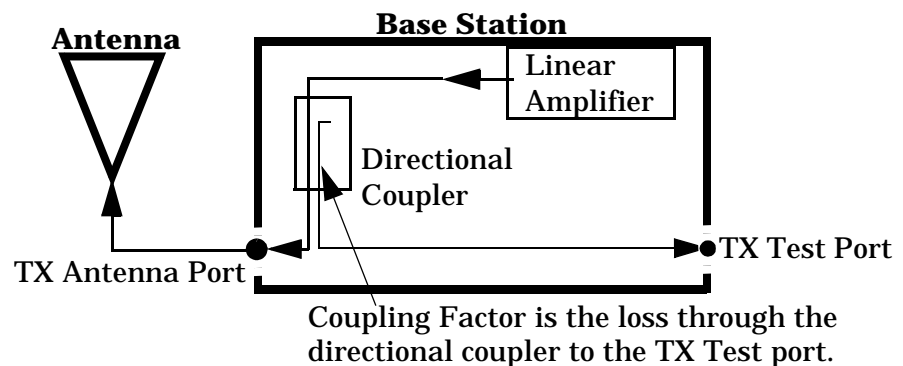 Base Station
Antenna
Linear
Amplifier
Directional
Coupler
TX Test Port
TX Antenna Port
Coupling Factor is the loss through the
directional coupler to the TX Test port.